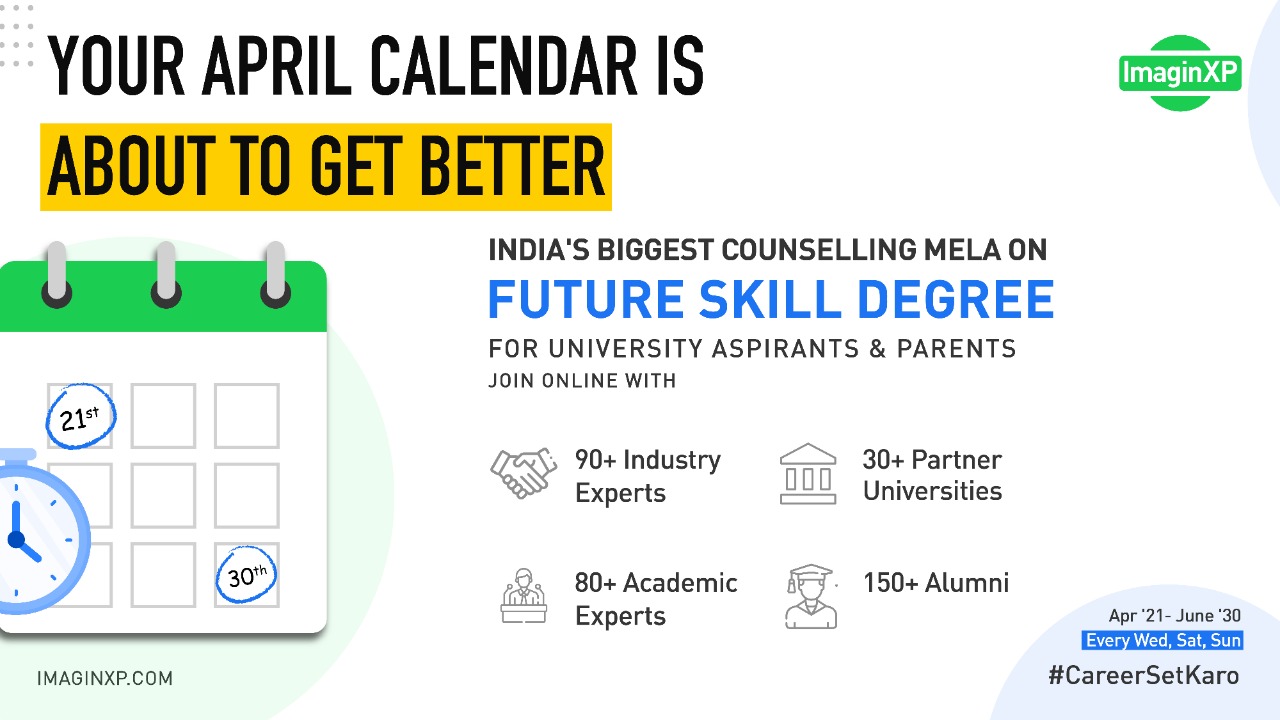 YOUR APRIL CALENDAR IS
ABOUT TO GET BETTER
ImaginXP
INDIA'S BIGGEST COUNSELLING MELA ON
FUTURE SKILL DEGREE
FOR UNIVERSITY ASPIRANTS & PARENTS
JOIN ONLINE WITH
21st
30th
90+ Industry
Experts
30+ Partner
Universities
80+ Academic
Experts
150+ Alumni
Apr '21- June '30
Every Wed, Sat, Sun
#CareerSetKaro
IMAGINXP.COM